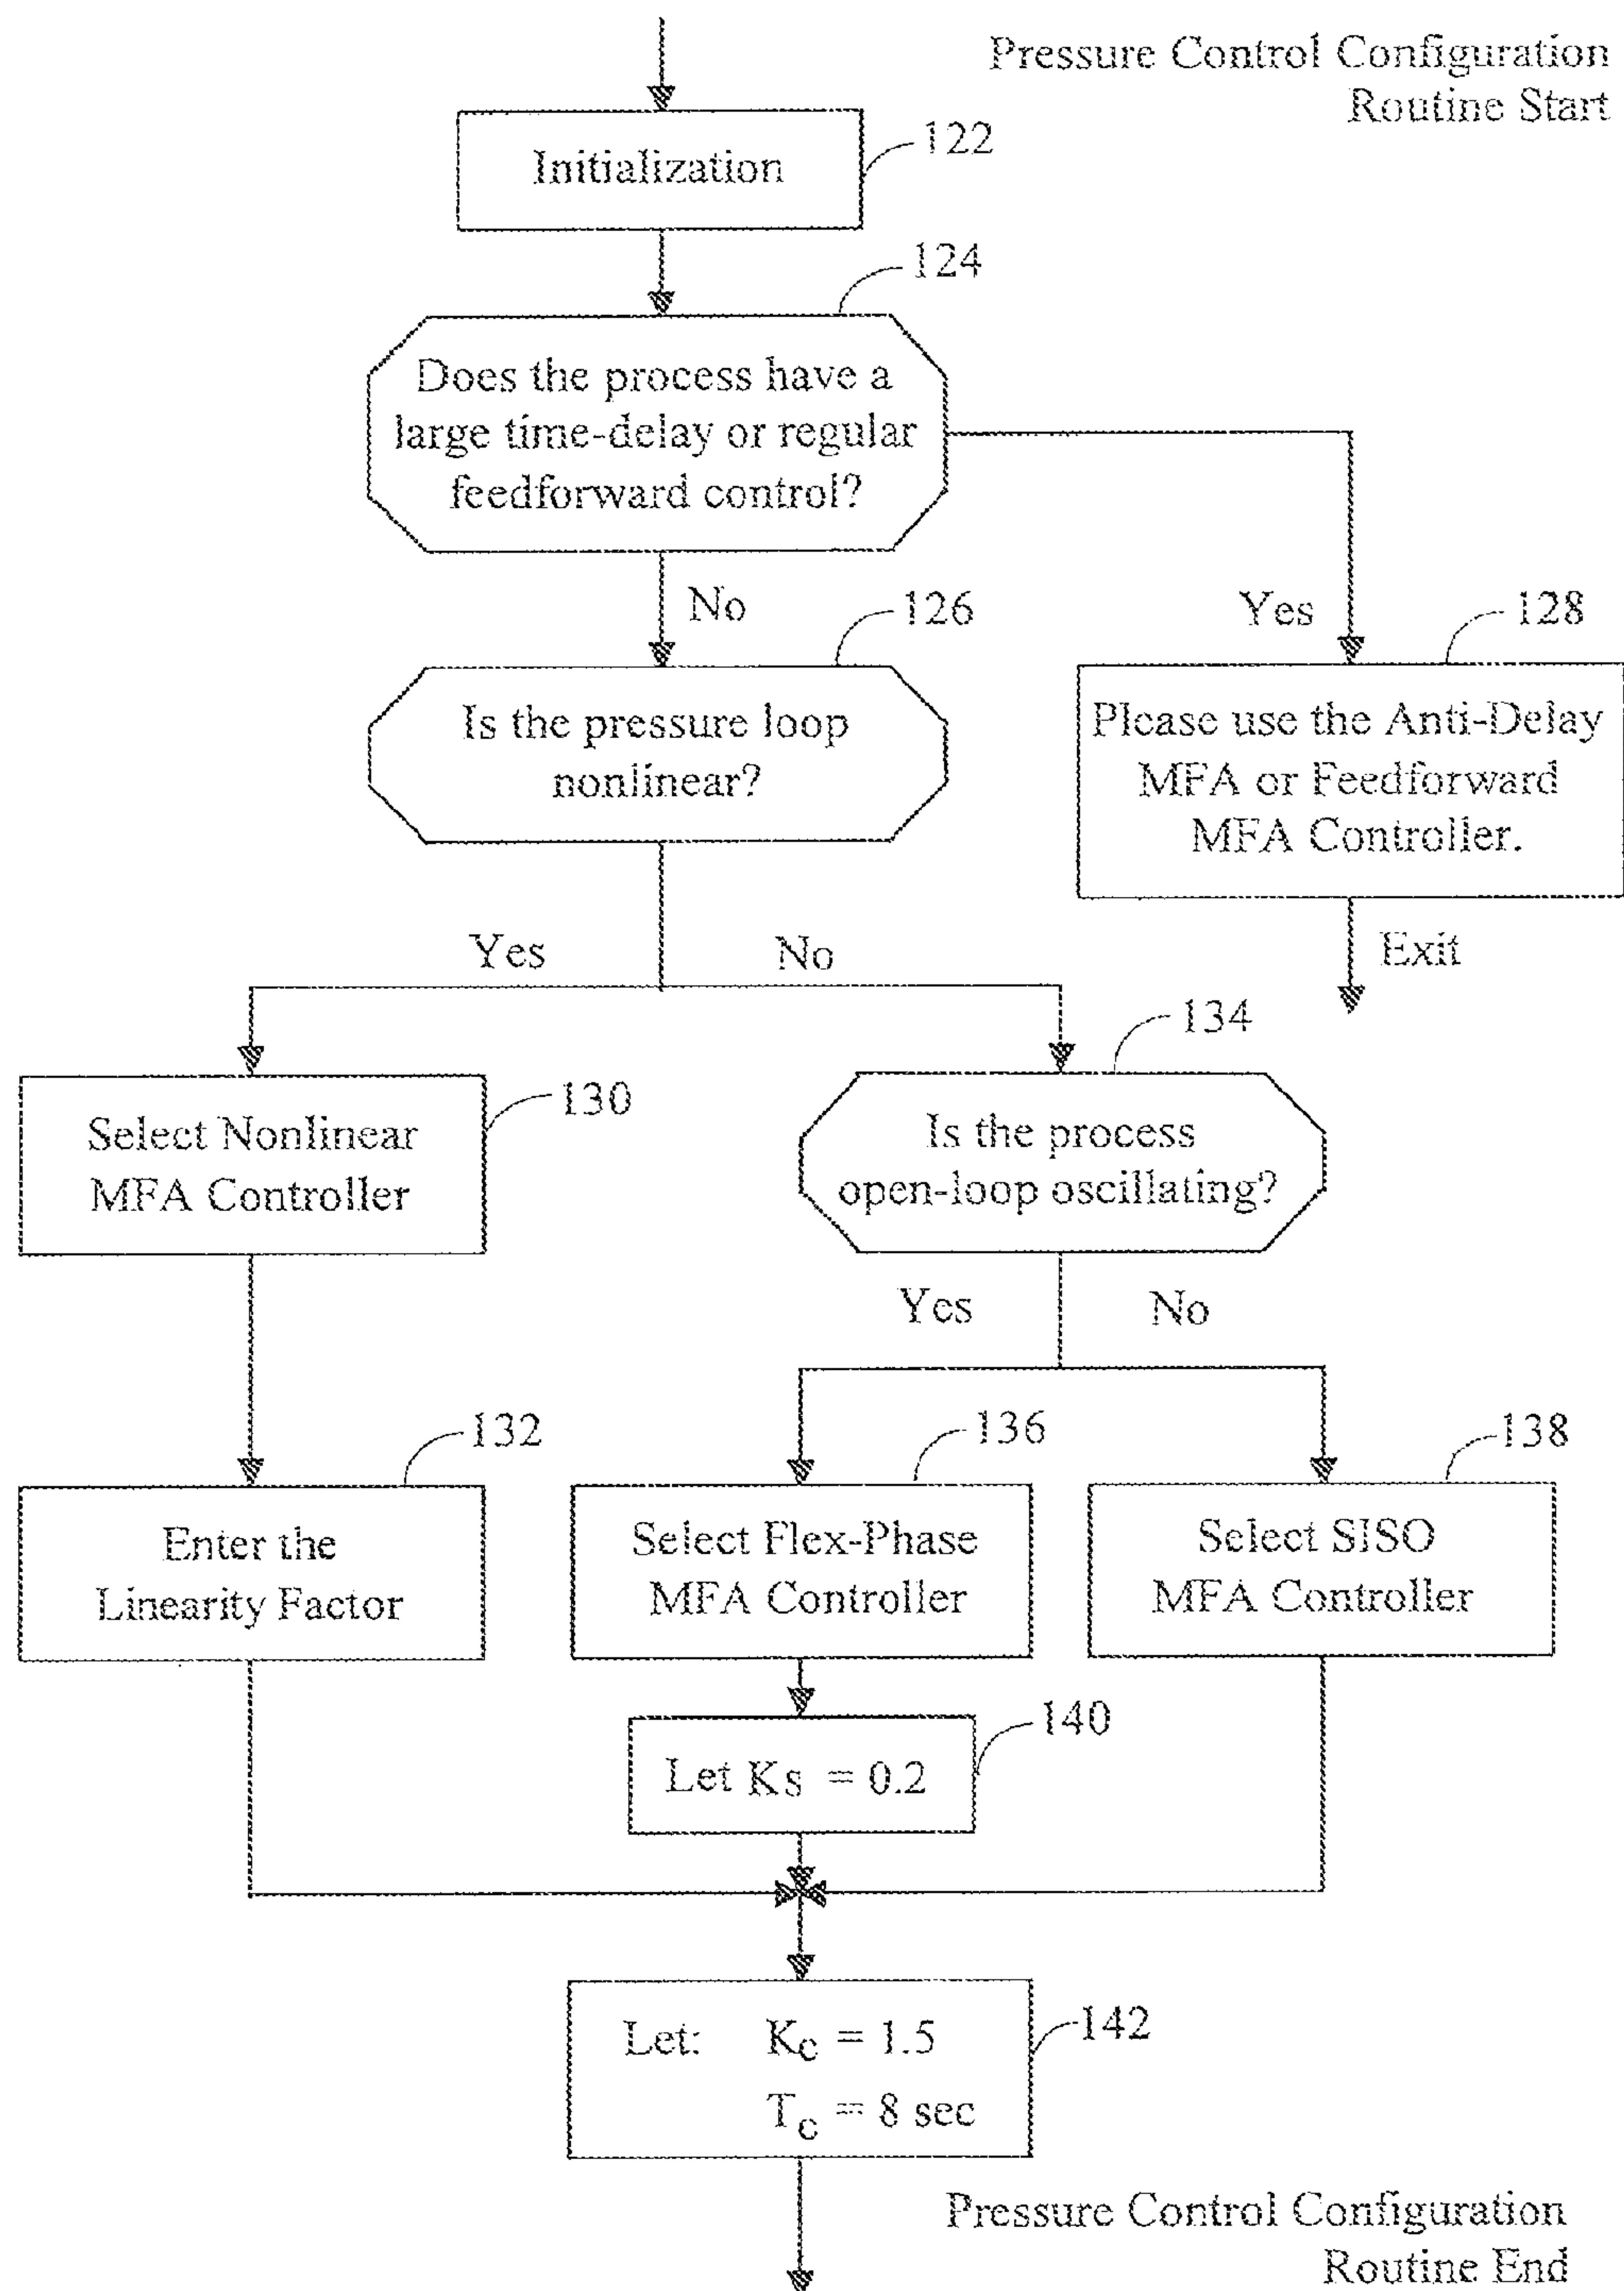 Pressure Control Configuration
Routine Start
Initialization
122
124
Does the process have a
large time-delay or regular
feedforward control?
No
126
Yes
128
Is the pressure loop
nonlinear?
Please use the Anti-Delay
MFA or Feedforward
MFA Controller.
Yes
No
Exit
130
134
Select Nonlinear
MFA Controller
Is the process
open-loop oscillating?
Yes
No
132
136
138
Enter the
Linearity Factor
Select Flex-Phase
MFA Controller
Select SISO
MFA Controller
140
Let Ks = 0.2
142
Let: Kc = 1.5
Tc = 8 sec
Pressure Control Configuration
Routine End